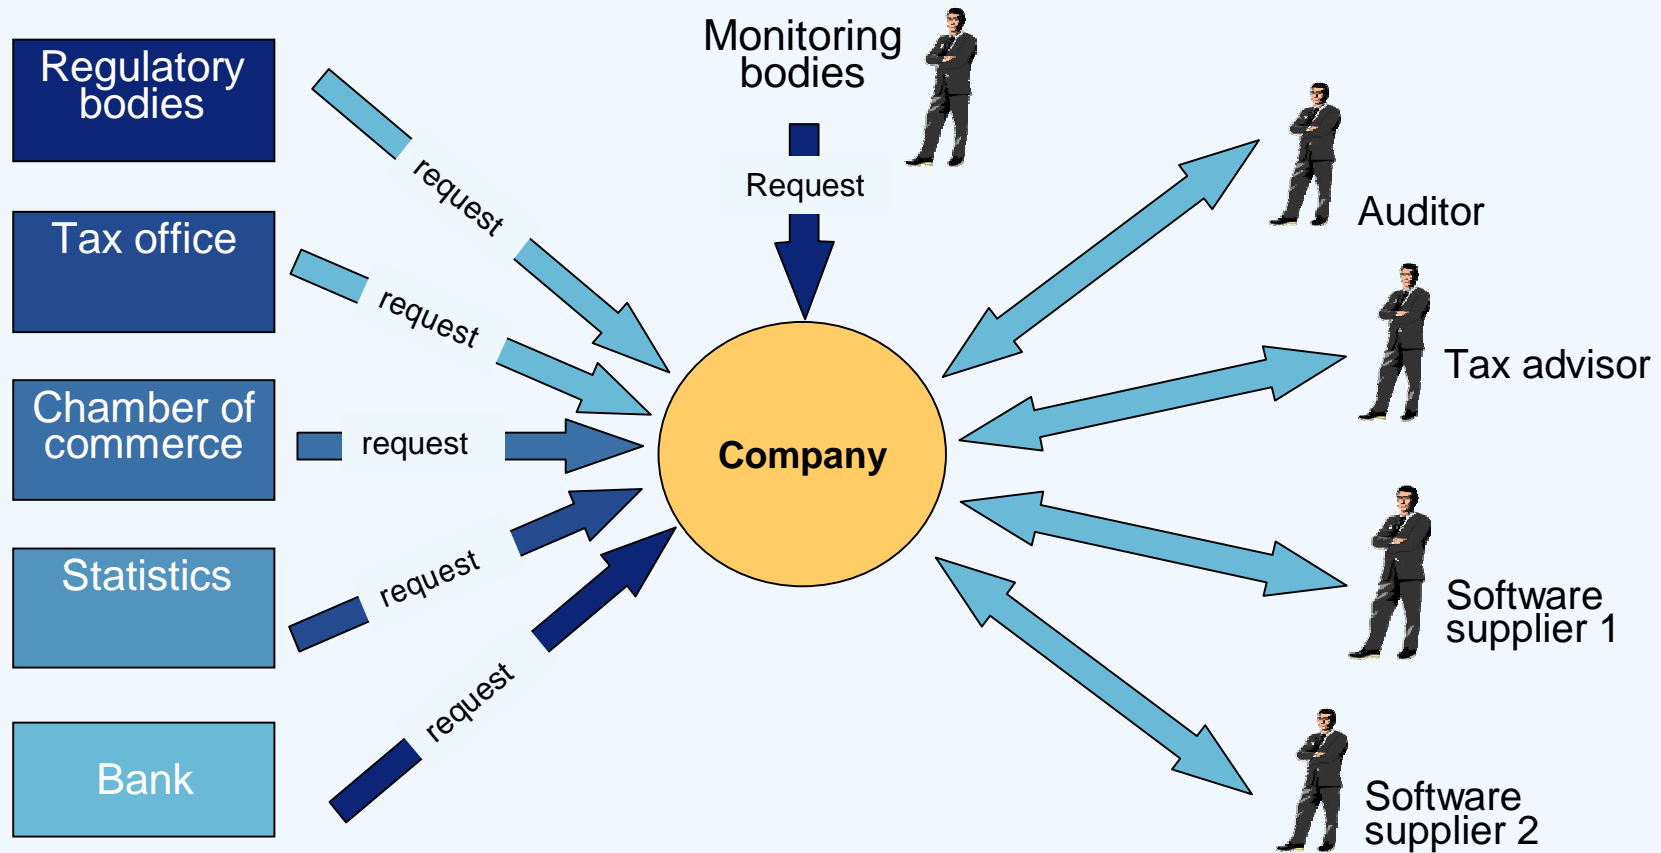 Regulatory
bodies
request
Tax office
request
Chamber of
commerce
request
Statistics
request
Bank
request
Monitoring
bodies
Request
Company
Auditor
Tax advisor
Software
supplier 1
Software
supplier 2